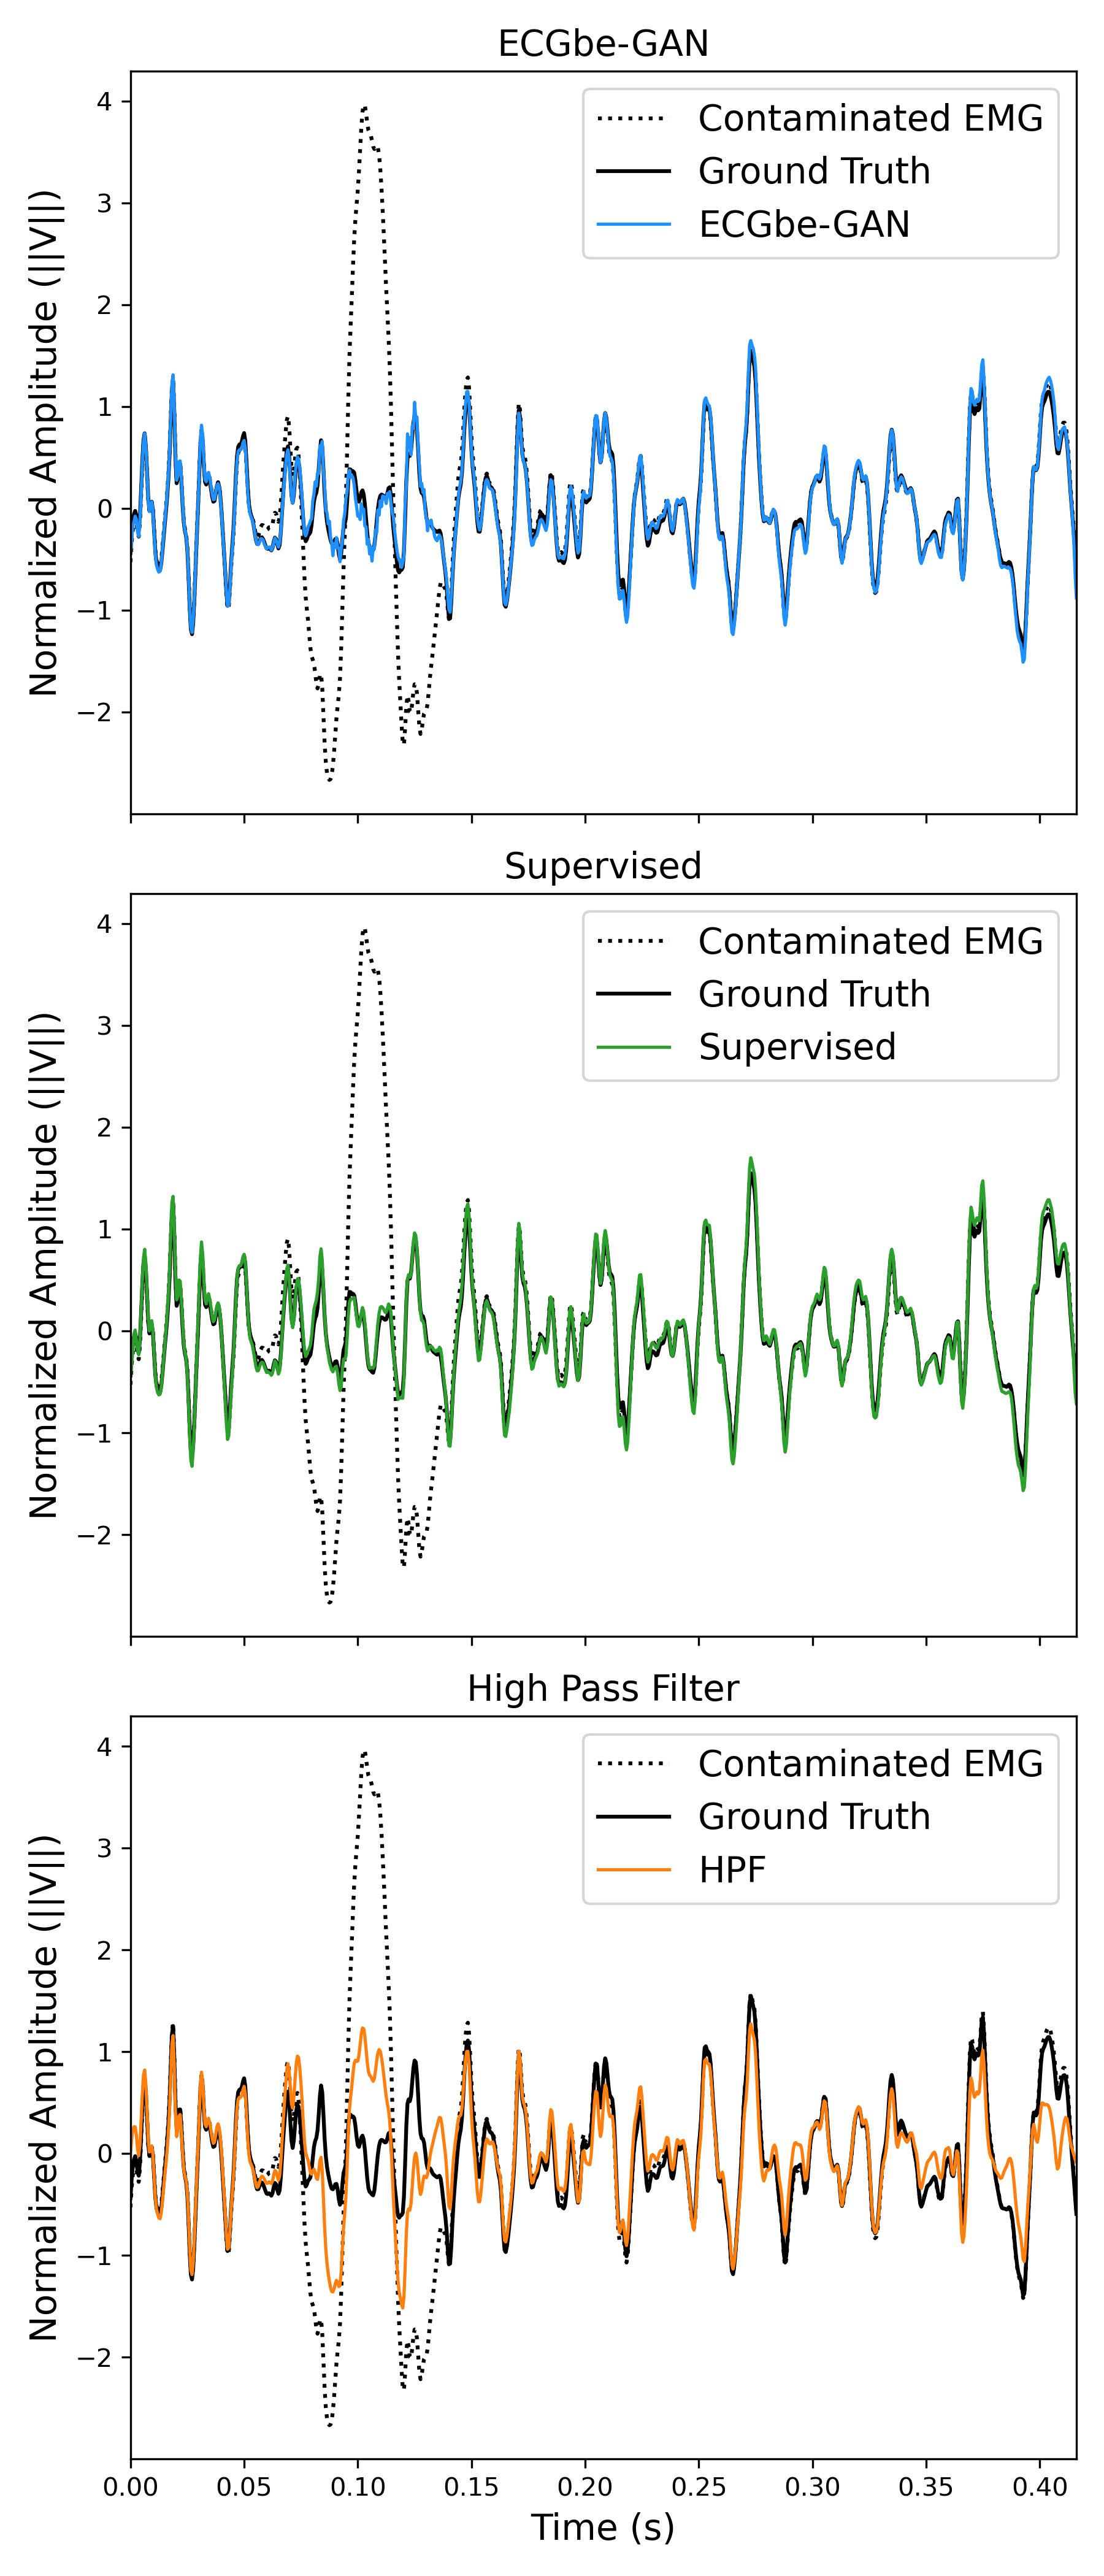 ECGbe-GAN
Normalized Amplitude (||V||)
4
3
2
1
0
−1
−2
Contaminated EMG
Ground Truth
ECGbe-GAN
Supervised
Normalized Amplitude (||V||)
4
3
2
1
0
−1
−2
Contaminated EMG
Ground Truth
Supervised
High Pass Filter
Normalized Amplitude (||V||)
4
3
2
1
0
−1
−2
Contaminated EMG
Ground Truth
HPF
0.00 0.05 0.10 0.15 0.20 0.25 0.30 0.35 0.40
Time (s)